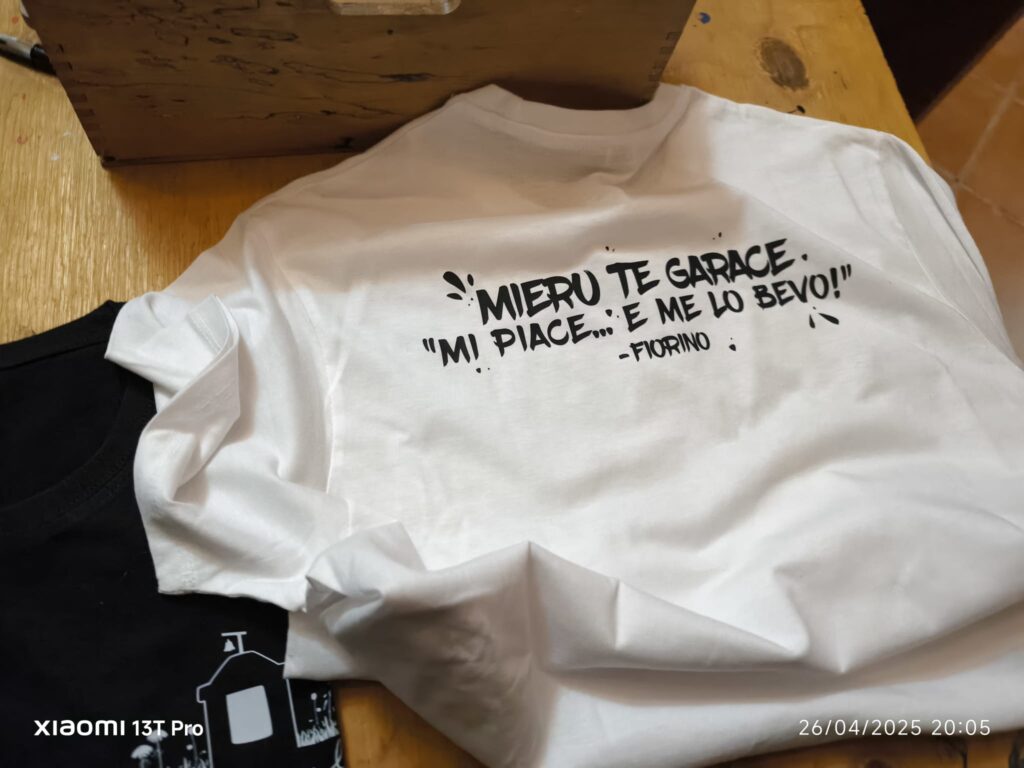 MIERU TE GARACE.
"MI PIACE... E ME LO BEVO!"
-FIORINO
XIAOMI 13T Pro
26/04/2025 20:05